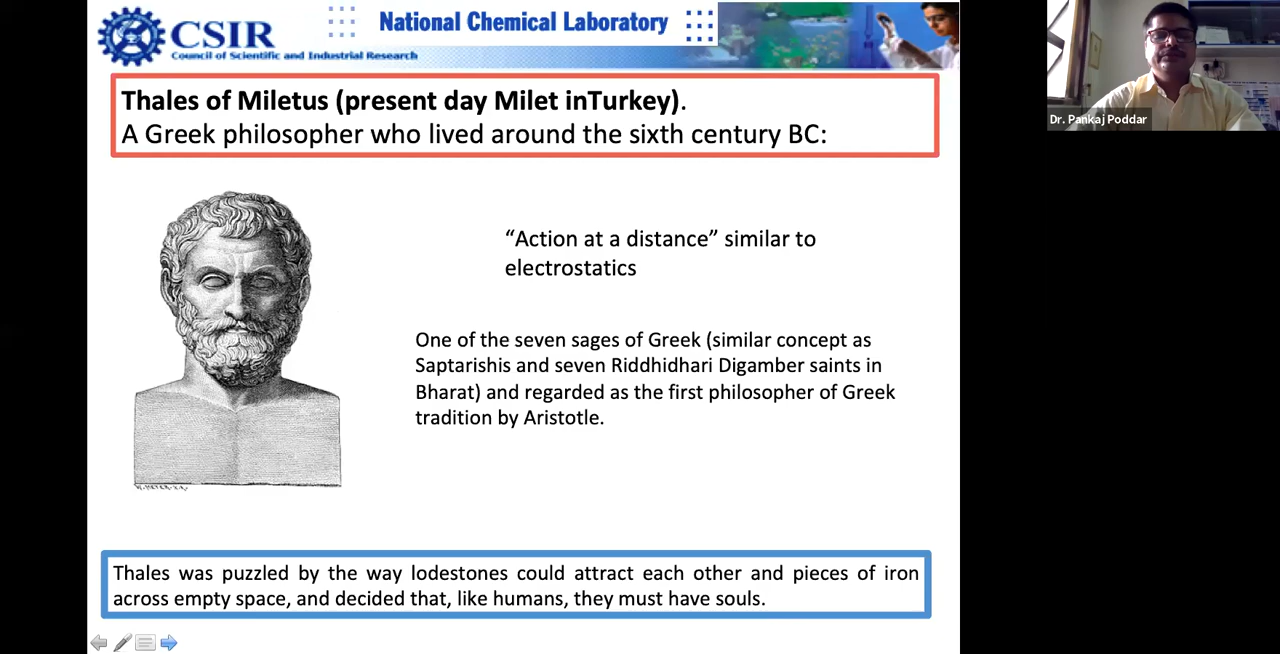 CSIR
Council of Scientific and Industrial Research
National Chemical Laboratory
Dr. Pankaj Poddar
Thales of Miletus (present day Milet inTurkey).
A Greek philosopher who lived around the sixth century BC:
“Action at a distance” similar to
electrostatics
One of the seven sages of Greek (similar concept as
Saptarishis and seven Riddhidhari Digamber saints in
Bharat) and regarded as the first philosopher of Greek
tradition by Aristotle.
Thales was puzzled by the way lodestones could attract each other and pieces of iron
across empty space, and decided that, like humans, they must have souls.